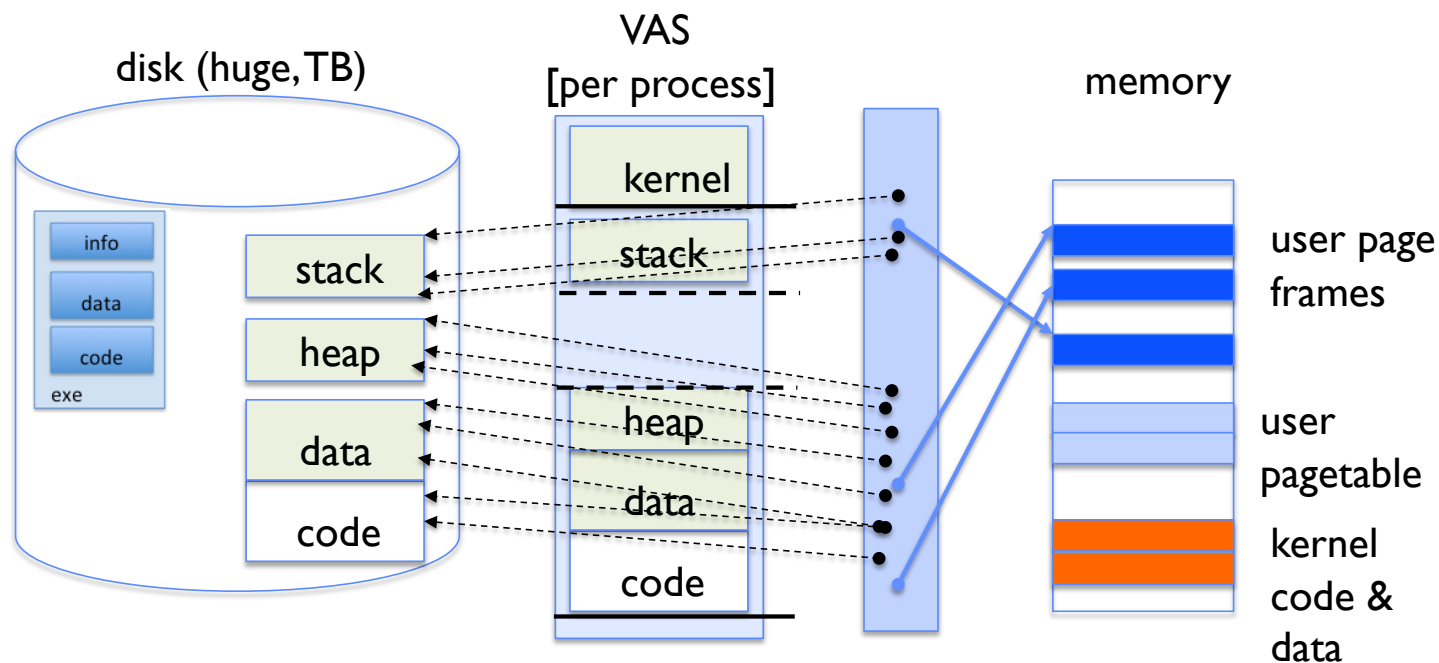 VAS
[per process]
disk (huge, TB)
memory
info
data
code
exe
stack
heap
data
code
kernel
stack
heap
data
code
user page
frames
user
pagetable
kernel
code &
data